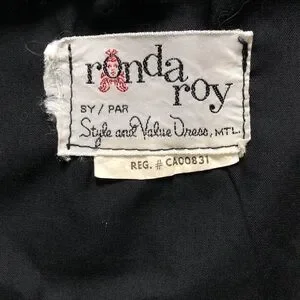 ronda
roy
BY / PAR
Style and Value Dress, MTL.
REG. # CA00831